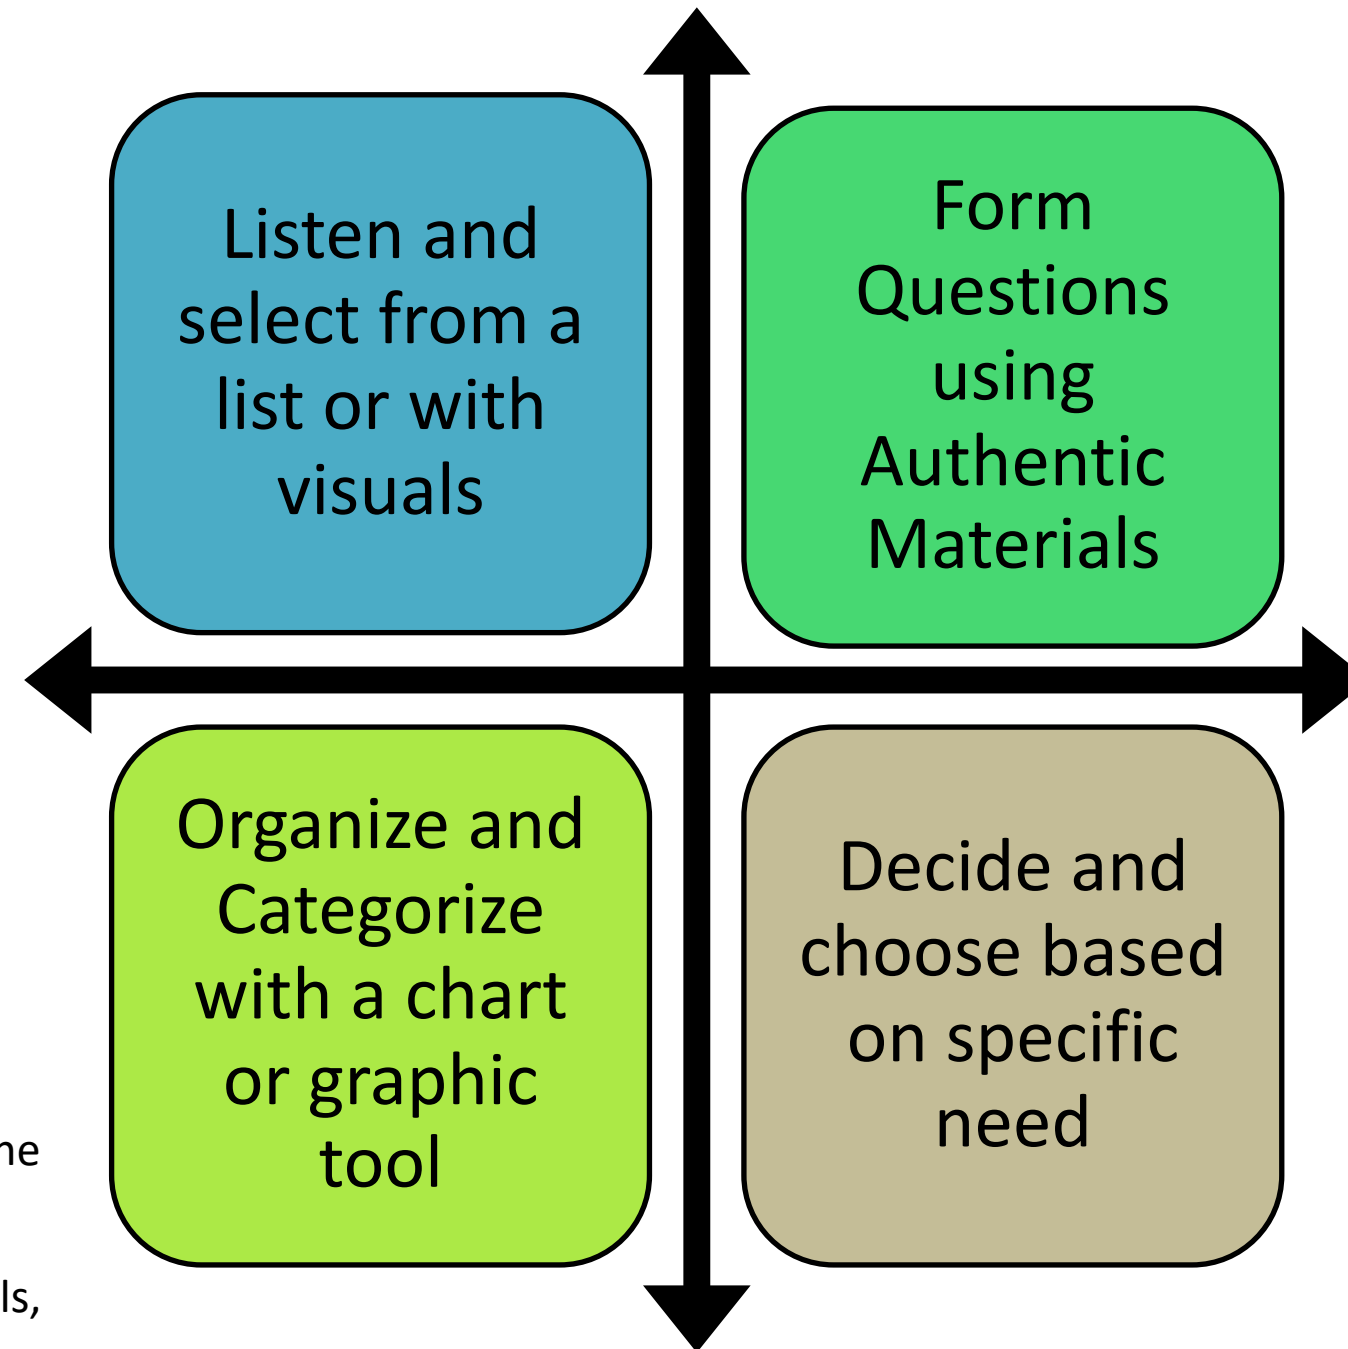 Listen and
select from a
list or with
visuals
Form
Questions
using
Authentic
Materials
Organize and
Categorize
with a chart
or graphic
tool
Decide and
choose based
on specific
need